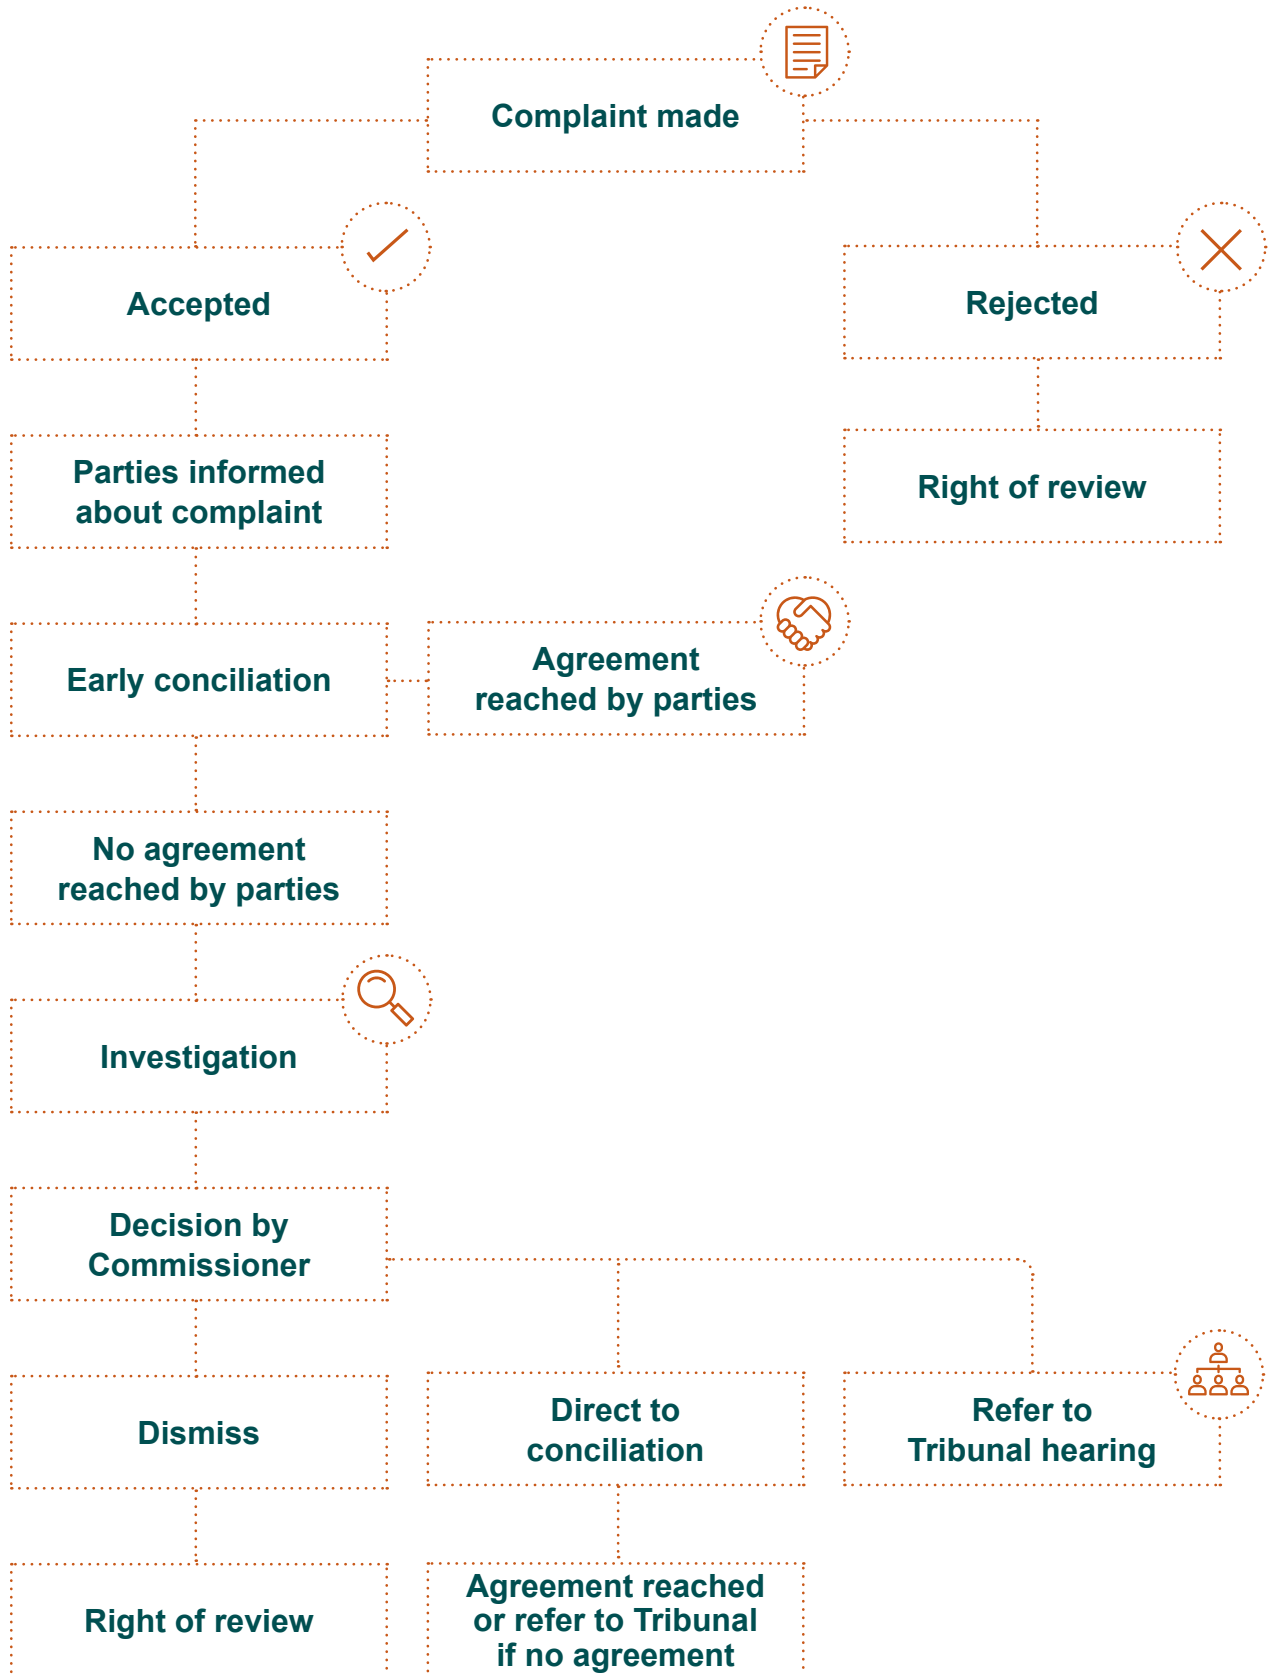 Complaint made
Accepted
Rejected
Parties informed
about complaint
Right of review
Early conciliation
Agreement
reached by parties
No agreement
reached by parties
Investigation
Decision by
Commissioner
Dismiss
Direct to
conciliation
Refer to
Tribunal hearing
Right of review
Agreement reached
or refer to Tribunal
if no agreement